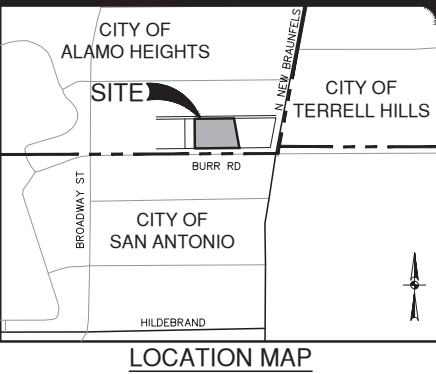 CITY OF
ALAMO HEIGHTS
N NEW BRAUNFELS
SITE
CITY OF
TERRELL HILLS
BURR RD
BROADWAY ST
CITY OF
SAN ANTONIO
HILDEBRAND
LOCATION MAP